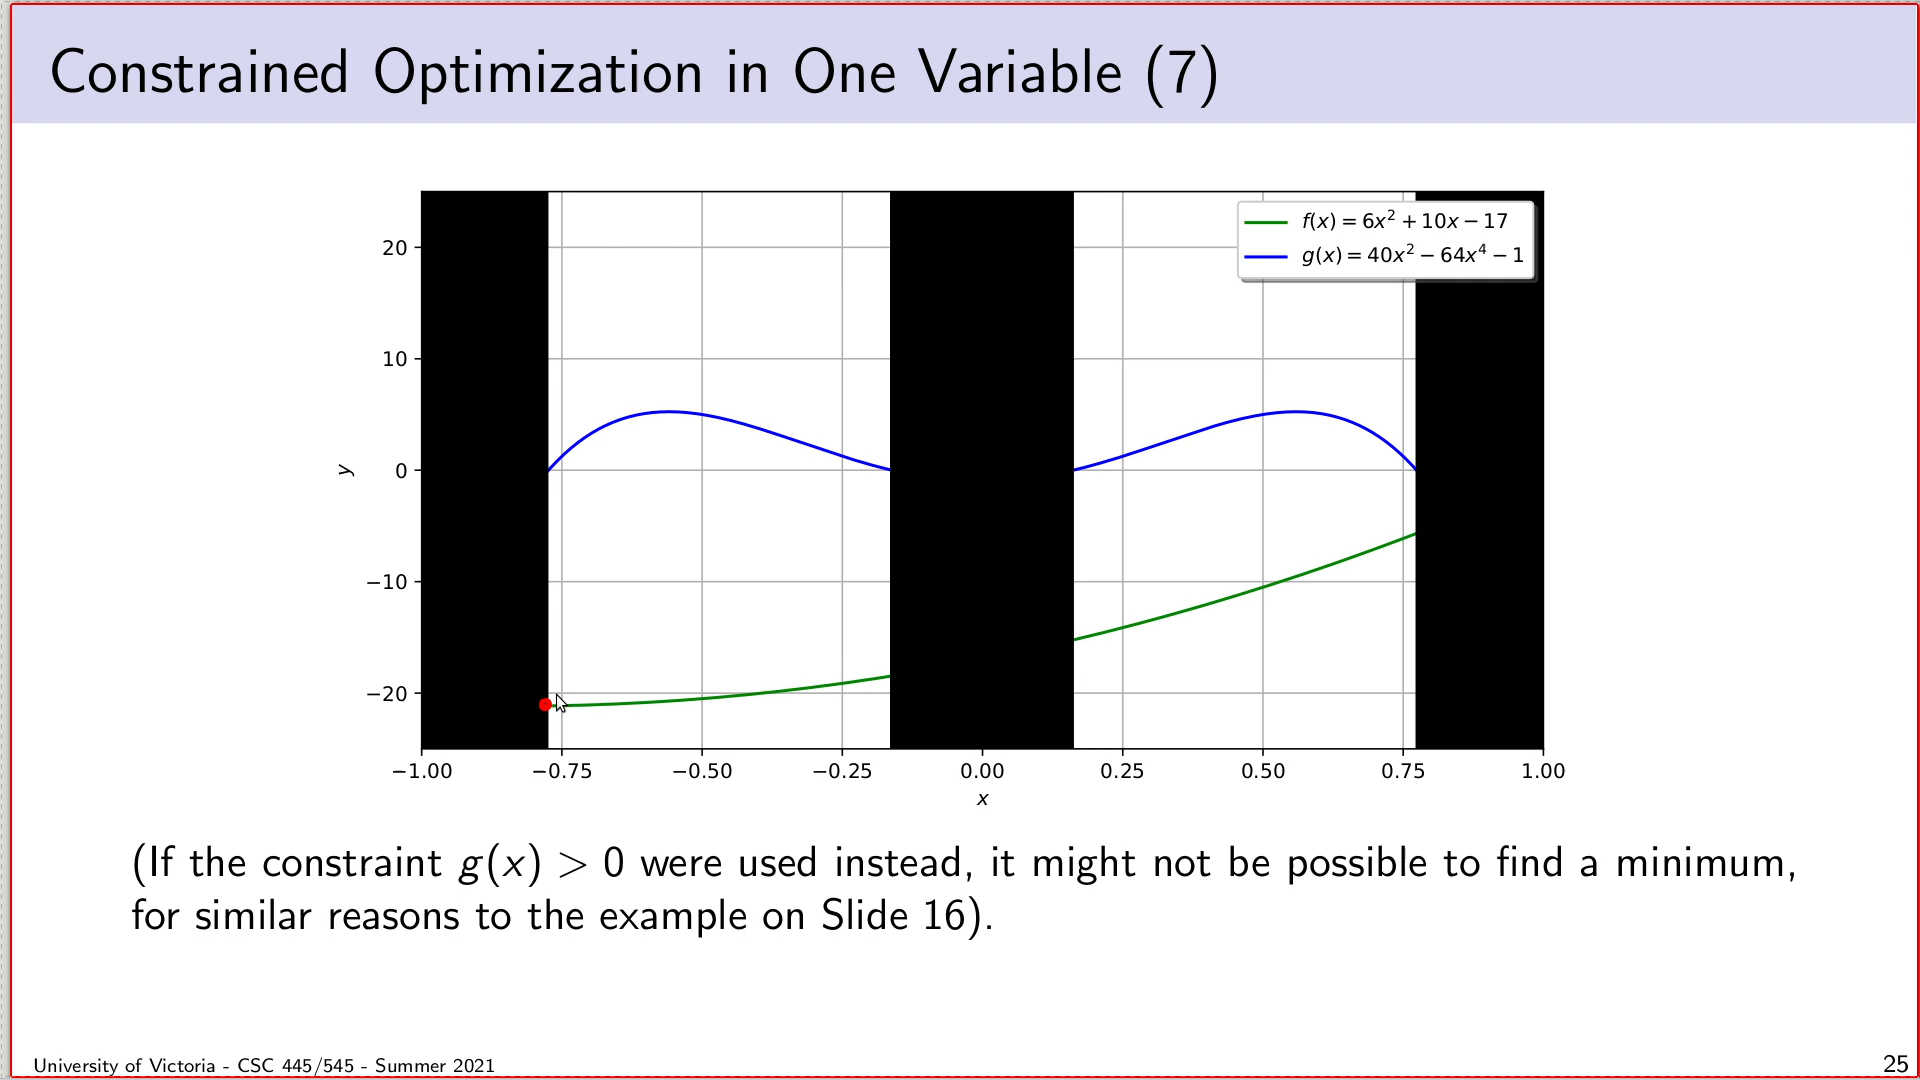 Constrained Optimization in One Variable (7)
f(x) = 6x² + 10x − 17
g(x) = 40x² − 64x⁴ − 1
20
10
0
−10
−20
y
−1.00 −0.75 −0.50 −0.25 0.00 0.25 0.50 0.75 1.00
x
(If the constraint g(x) > 0 were used instead, it might not be possible to find a minimum,
for similar reasons to the example on Slide 16).
University of Victoria - CSC 445/545 - Summer 2021
25